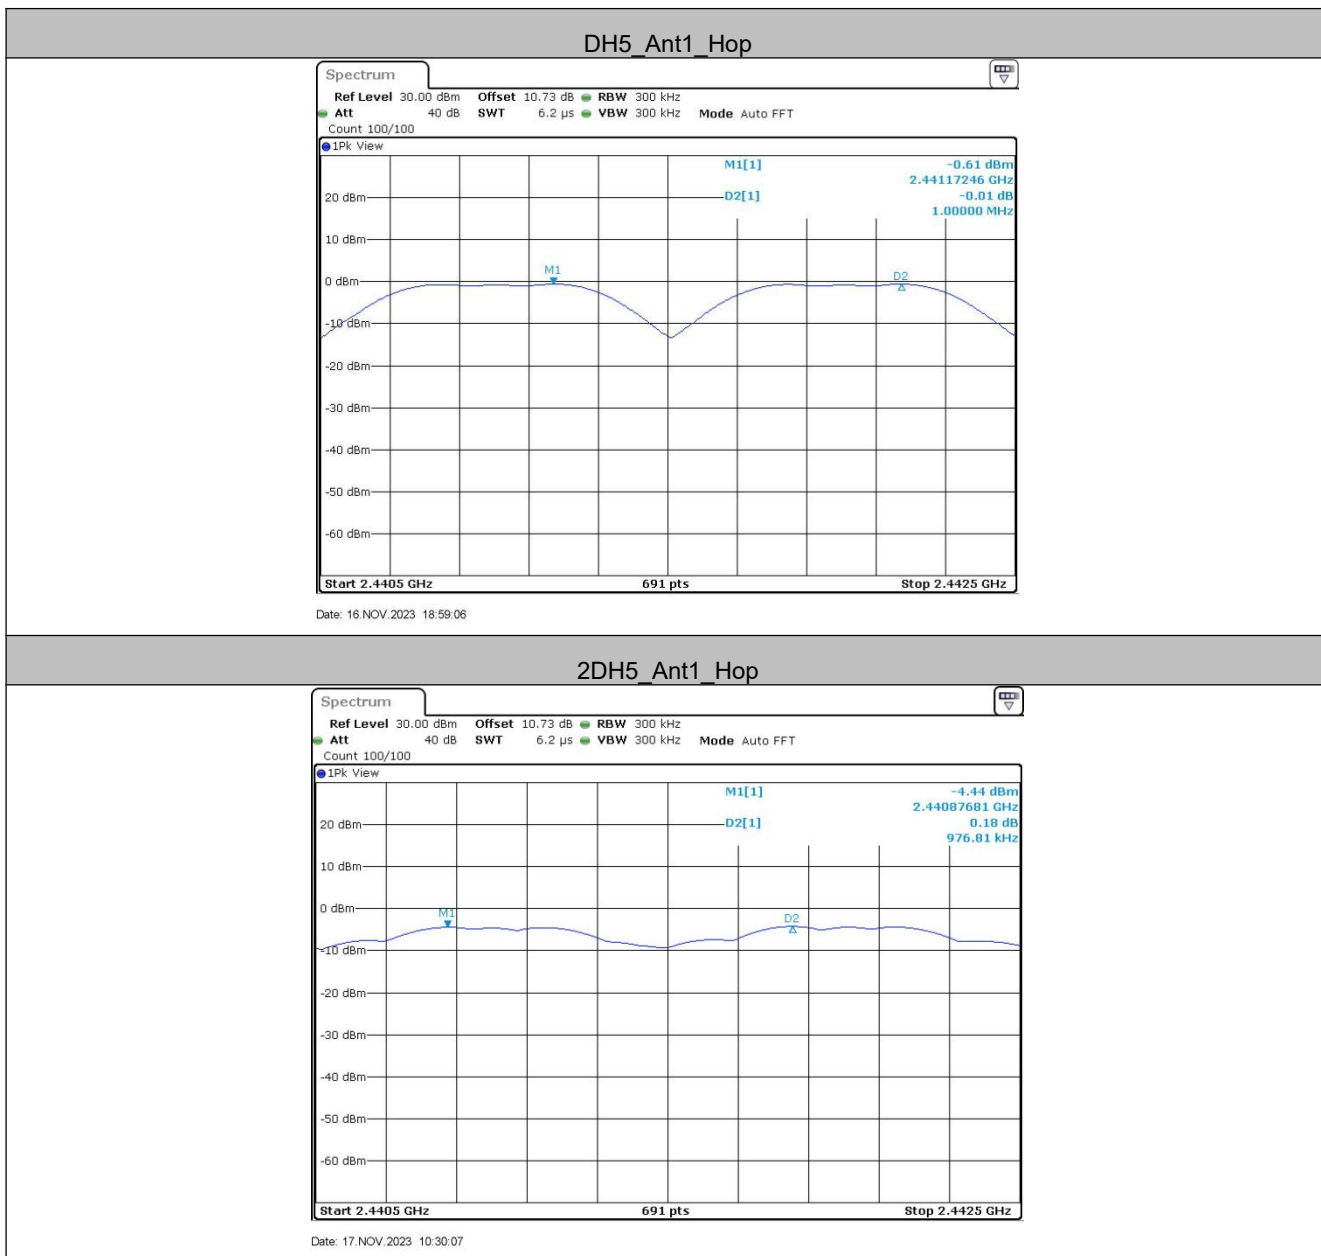 DH5_Ant1_Hop
Spectrum
Ref Level 30.00 dBm Offset 10.73 dB RBW 300 kHz
Att 40 dB SWT 6.2 µs VBW 300 kHz Mode Auto FFT
Count 100/100
1Pk View
M1[1] -0.61 dBm
2.44117246 GHz
20 dBm D2[1] -0.01 dB
1.00000 MHz
10 dBm
M1
D2
0 dBm
-10 dBm
-20 dBm
-30 dBm
-40 dBm
-50 dBm
-60 dBm
Start 2.4405 GHz 691 pts Stop 2.4425 GHz
Date: 16.NOV.2023 18:59:06
2DH5_Ant1_Hop
Spectrum
Ref Level 30.00 dBm Offset 10.73 dB RBW 300 kHz
Att 40 dB SWT 6.2 µs VBW 300 kHz Mode Auto FFT
Count 100/100
1Pk View
M1[1] -4.44 dBm
2.44087681 GHz
20 dBm D2[1] 0.18 dB
976.81 kHz
10 dBm
0 dBm
M1
D2
-10 dBm
-20 dBm
-30 dBm
-40 dBm
-50 dBm
-60 dBm
Start 2.4405 GHz 691 pts Stop 2.4425 GHz
Date: 17.NOV.2023 10:30:07